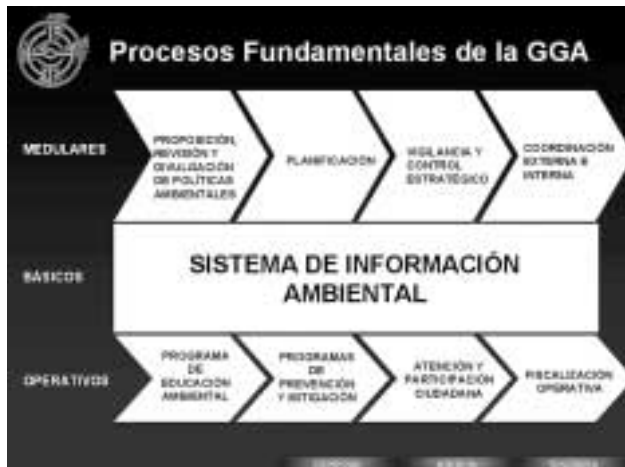 Procesos Fundamentales de la GGA
MEDULARES
PROPOSICIÓN,
REVISIÓN Y
DIVULGACIÓN
DE POLÍTICAS
AMBIENTALES
PLANIFICACIÓN
VIGILANCIA Y
CONTROL
ESTRATÉGICO
COORDINACIÓN
EXTERNA E
INTERNA
BÁSICOS
SISTEMA DE INFORMACIÓN
AMBIENTAL
OPERATIVOS
PROGRAMA
DE
EDUCACIÓN
AMBIENTAL
PROGRAMAS
DE
PREVENCIÓN
Y MITIGACIÓN
ATENCIÓN Y
PARTICIPACIÓN
CIUDADANA
FISCALIZACIÓN
OPERATIVA